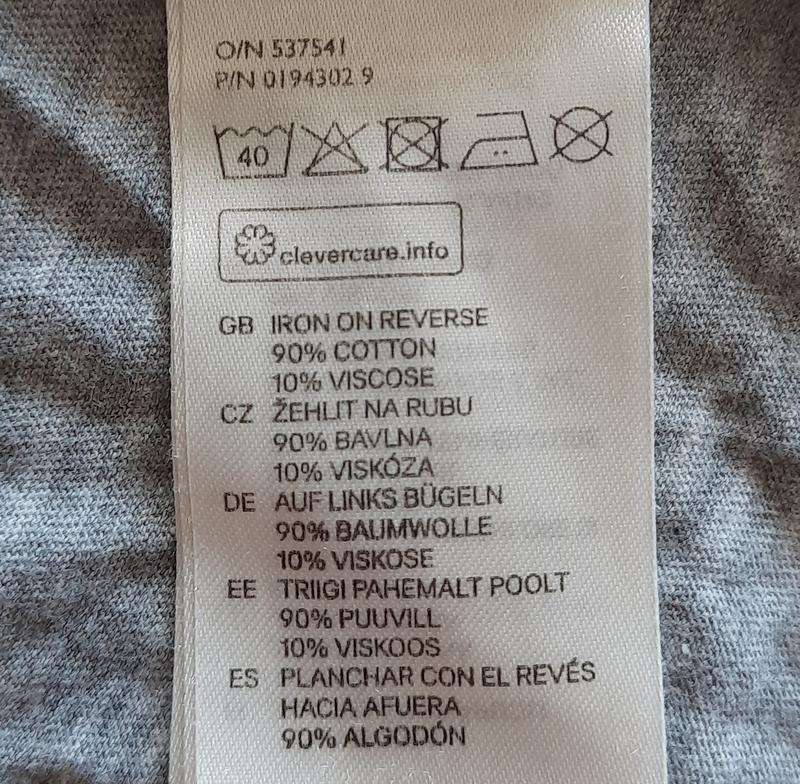 O/N 537541
P/N 0194302 9
40
clevercare.info
GB IRON ON REVERSE
90% COTTON
10% VISCOSE
CZ ŽEHLIT NA RUBU
90% BAVLNA
10% VISKÓZA
DE AUF LINKS BÜGELN
90% BAUMWOLLE
10% VISKOSE
EE TRIIGI PAHEMALT POOLT
90% PUUVILL
10% VISKOOS
ES PLANCHAR CON EL REVÉS
HACIA AFUERA
90% ALGODÓN